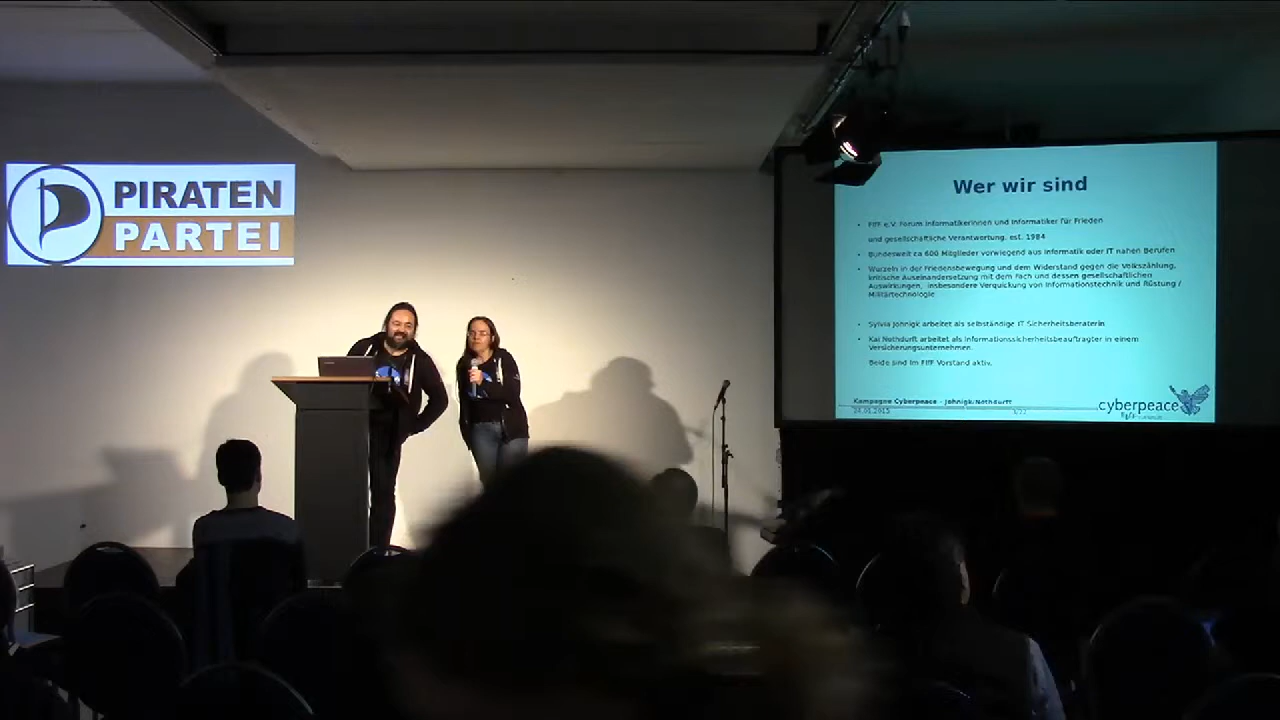 PIRATEN
PARTEI
Wer wir sind
FIfF e.V. Forum InformatikerInnen und Informatiker für Frieden
und gesellschaftliche Verantwortung. est. 1984
Bundesweit ca 600 Mitglieder vorwiegend aus Informatik oder IT nahen Berufen
Wurzeln in der Friedensbewegung und dem Widerstand gegen die Volkszählung,
kritische Auseinandersetzung mit dem Fach und dessen gesellschaftlichen
Auswirkungen, insbesondere Verquickung von Informationstechnik und Rüstung /
Militärtechnologie
Sylvia Johnigk arbeitet als selbständige IT Sicherheitsberaterin
Kai Nothdurft arbeitet als Informationssicherheitsbeauftragter in einem
Versicherungsunternehmen.
Beide sind im FIfF Vorstand aktiv.
Kampagne Cyberpeace - Johnigk/Nothdurft
cyberpeace